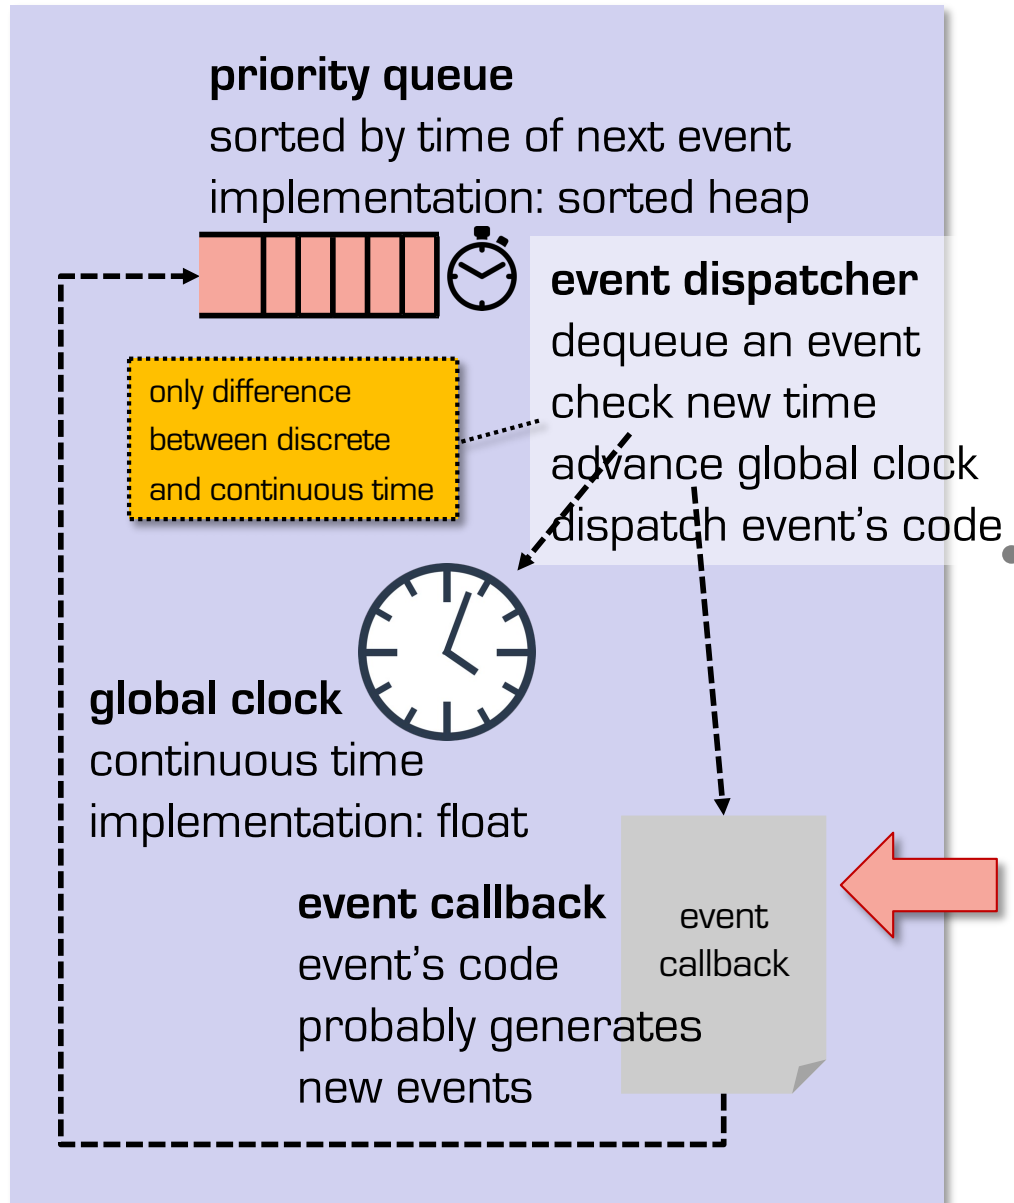 priority queue
sorted by time of next event
implementation: sorted heap
event dispatcher
dequeue an event
check new time
advance global clock
dispatch event's code
only difference
between discrete
and continuous time
global clock
continuous time
implementation: float
event callback
event's code
probably generates
new events
event
callback